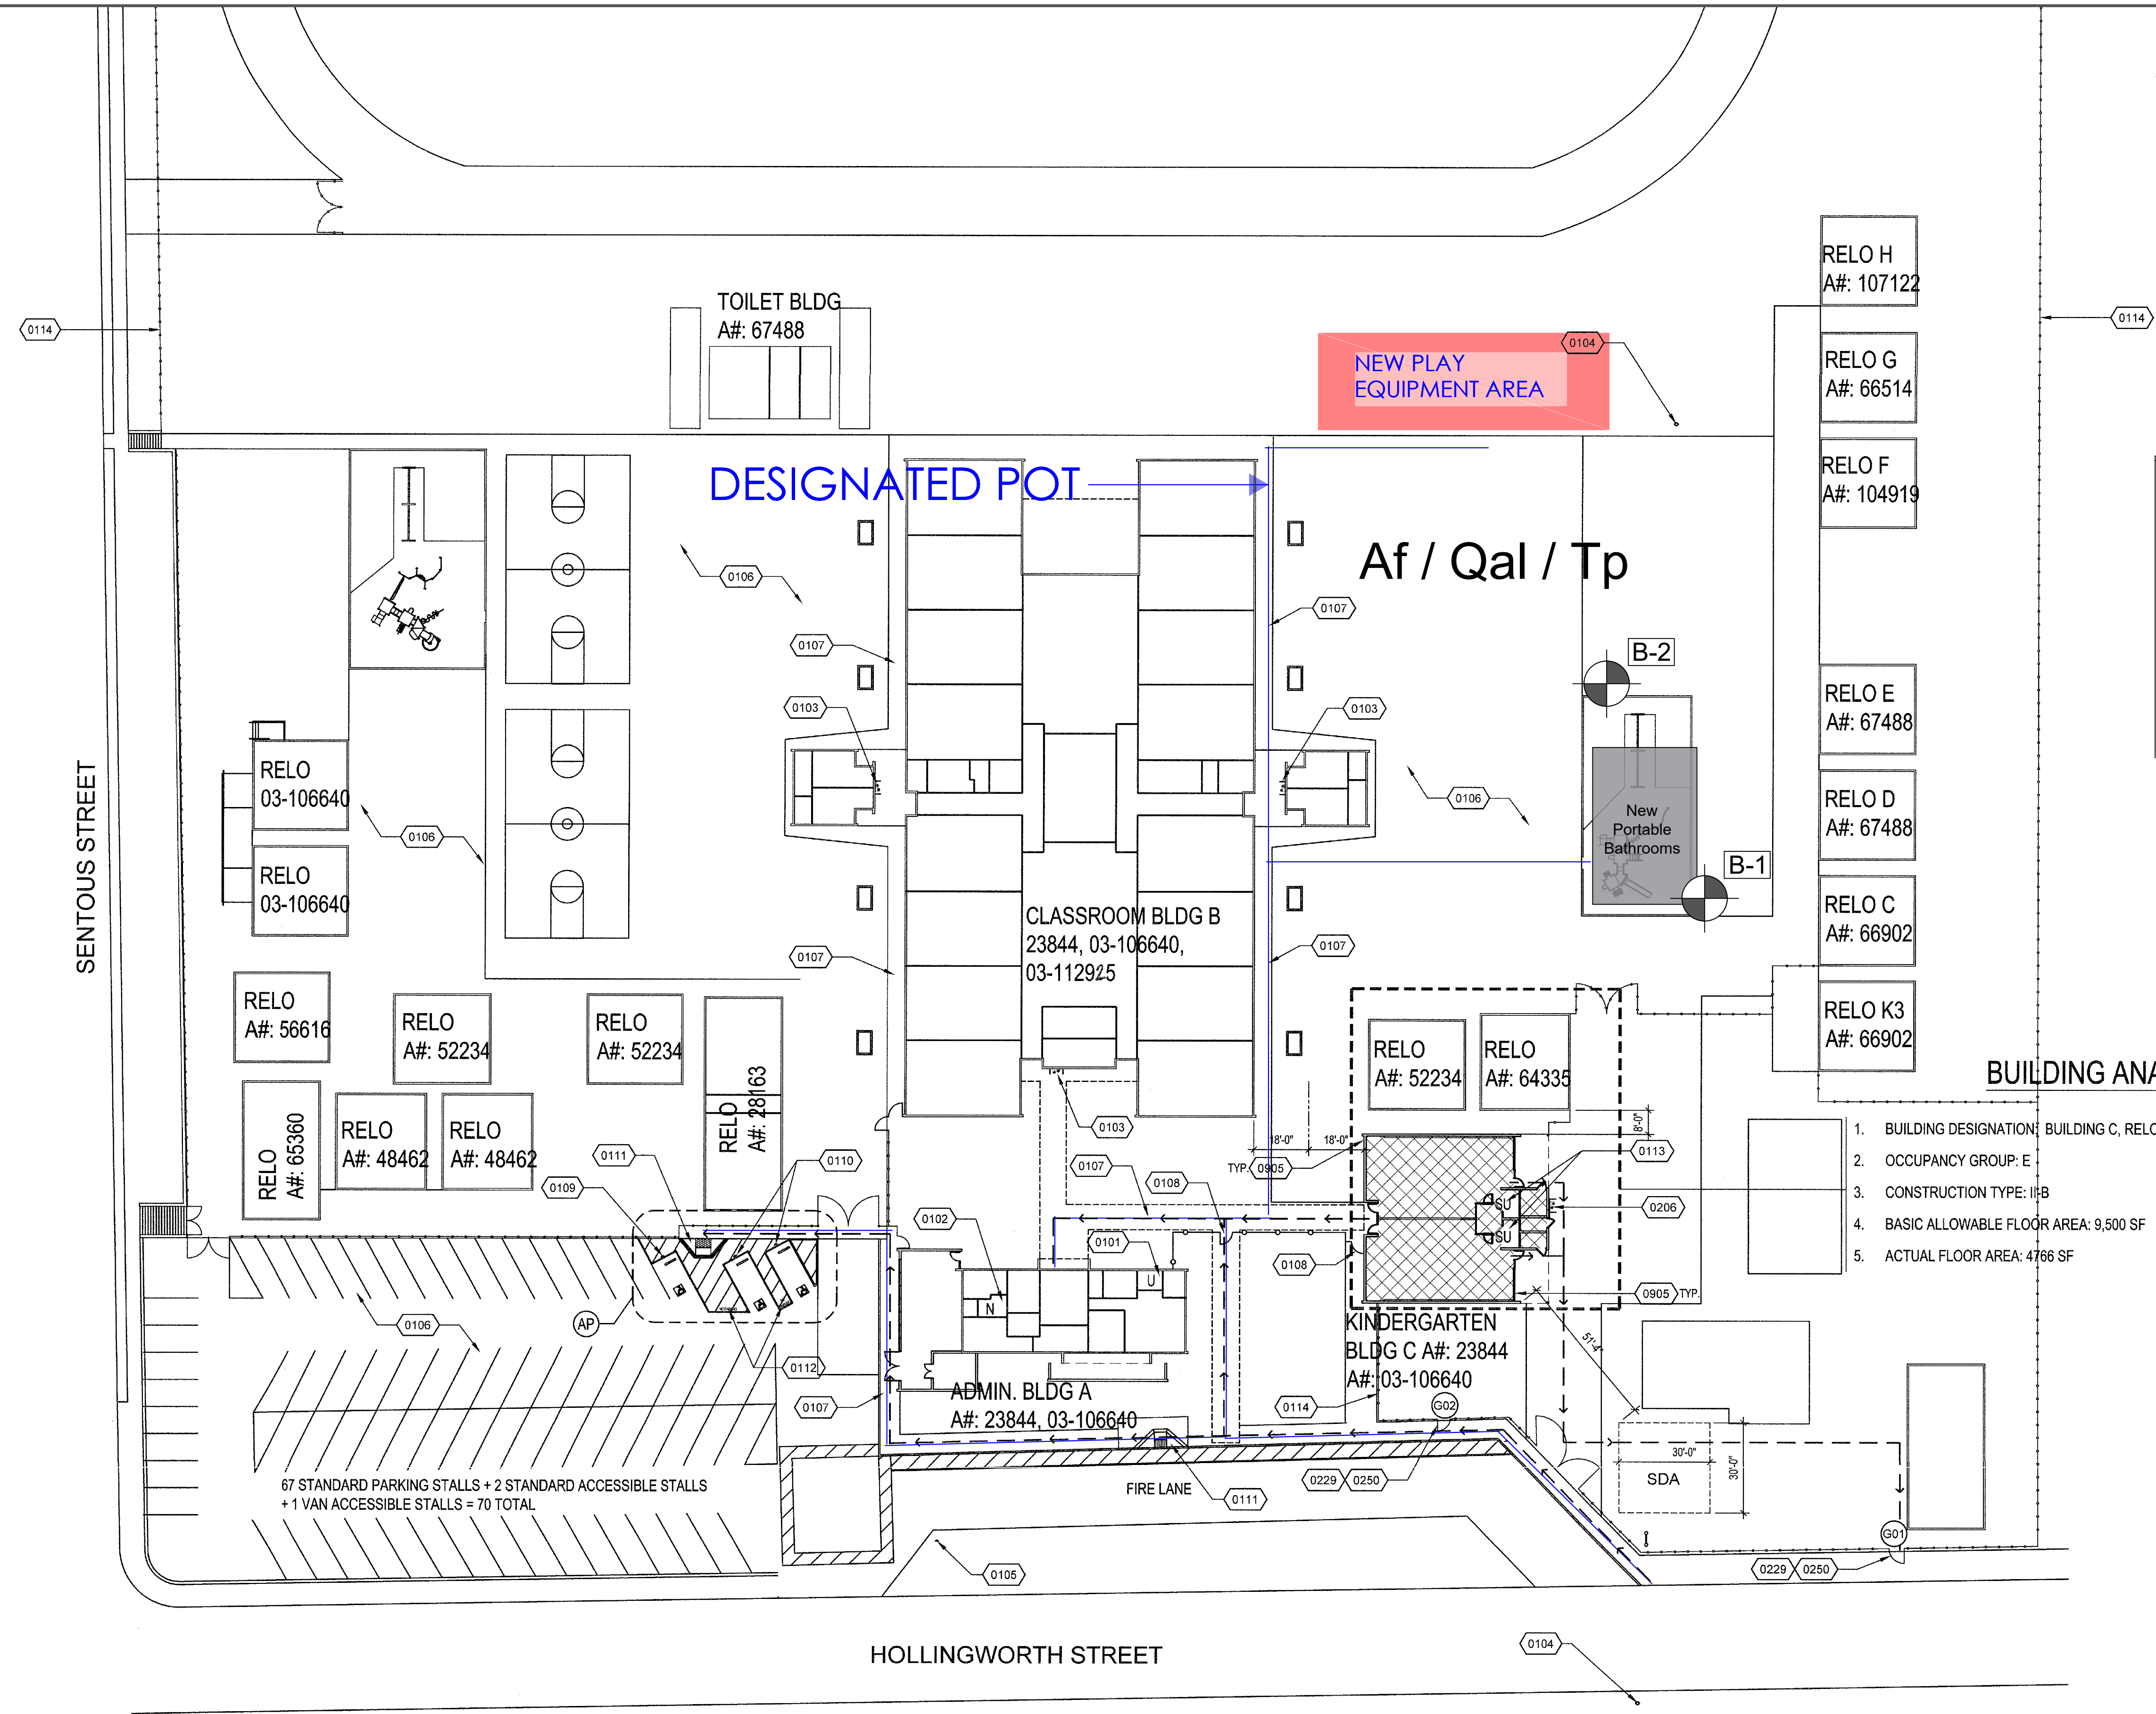 RELO H
A#: 107122
0114
TOILET BLDG
A#: 67488
0104
0114
NEW PLAY
EQUIPMENT AREA
RELO G
A#: 66514
RELO F
A#: 104919
DESIGNATED POT
Af / Qal / Tp
0106
0107
0107
B-2
0103
0103
RELO E
A#: 67488
RELO
03-106640
0106
0106
New
Portable
Bathrooms
RELO D
A#: 67488
B-1
RELO
03-106640
SENTOUS STREET
CLASSROOM BLDG B
23844, 03-106640,
03-112925
RELO C
A#: 66902
0107
0107
RELO
A#: 56616
RELO
A#: 52234
RELO
A#: 52234
RELO
A#: 28163
RELO
A#: 52234
RELO
A#: 64335
RELO K3
A#: 66902
BUILDING ANA
RELO
A#: 65360
RELO
A#: 48462
RELO
A#: 48462
0103
18'-0"
18'-0"
8'-0"
1. BUILDING DESIGNATION: BUILDING C, RELO
2. OCCUPANCY GROUP: E
3. CONSTRUCTION TYPE: II-B
4. BASIC ALLOWABLE FLOOR AREA: 9,500 SF
5. ACTUAL FLOOR AREA: 4766 SF
0111
0110
0107
TYP.
0905
0113
0109
0108
0102
SU
0206
SU
0101
0108
U
N
0905
TYP.
0106
AP
0112
KINDERGARTEN
BLDG C A#: 23844
A#: 03-106640
51'-4"
0107
ADMIN. BLDG A
A#: 23844, 03-106640
0114
G02
30'-0"
30'-0"
SDA
67 STANDARD PARKING STALLS + 2 STANDARD ACCESSIBLE STALLS
+ 1 VAN ACCESSIBLE STALLS = 70 TOTAL
FIRE LANE
0111
0229
0250
G01
0105
0229
0250
HOLLINGWORTH STREET
0104